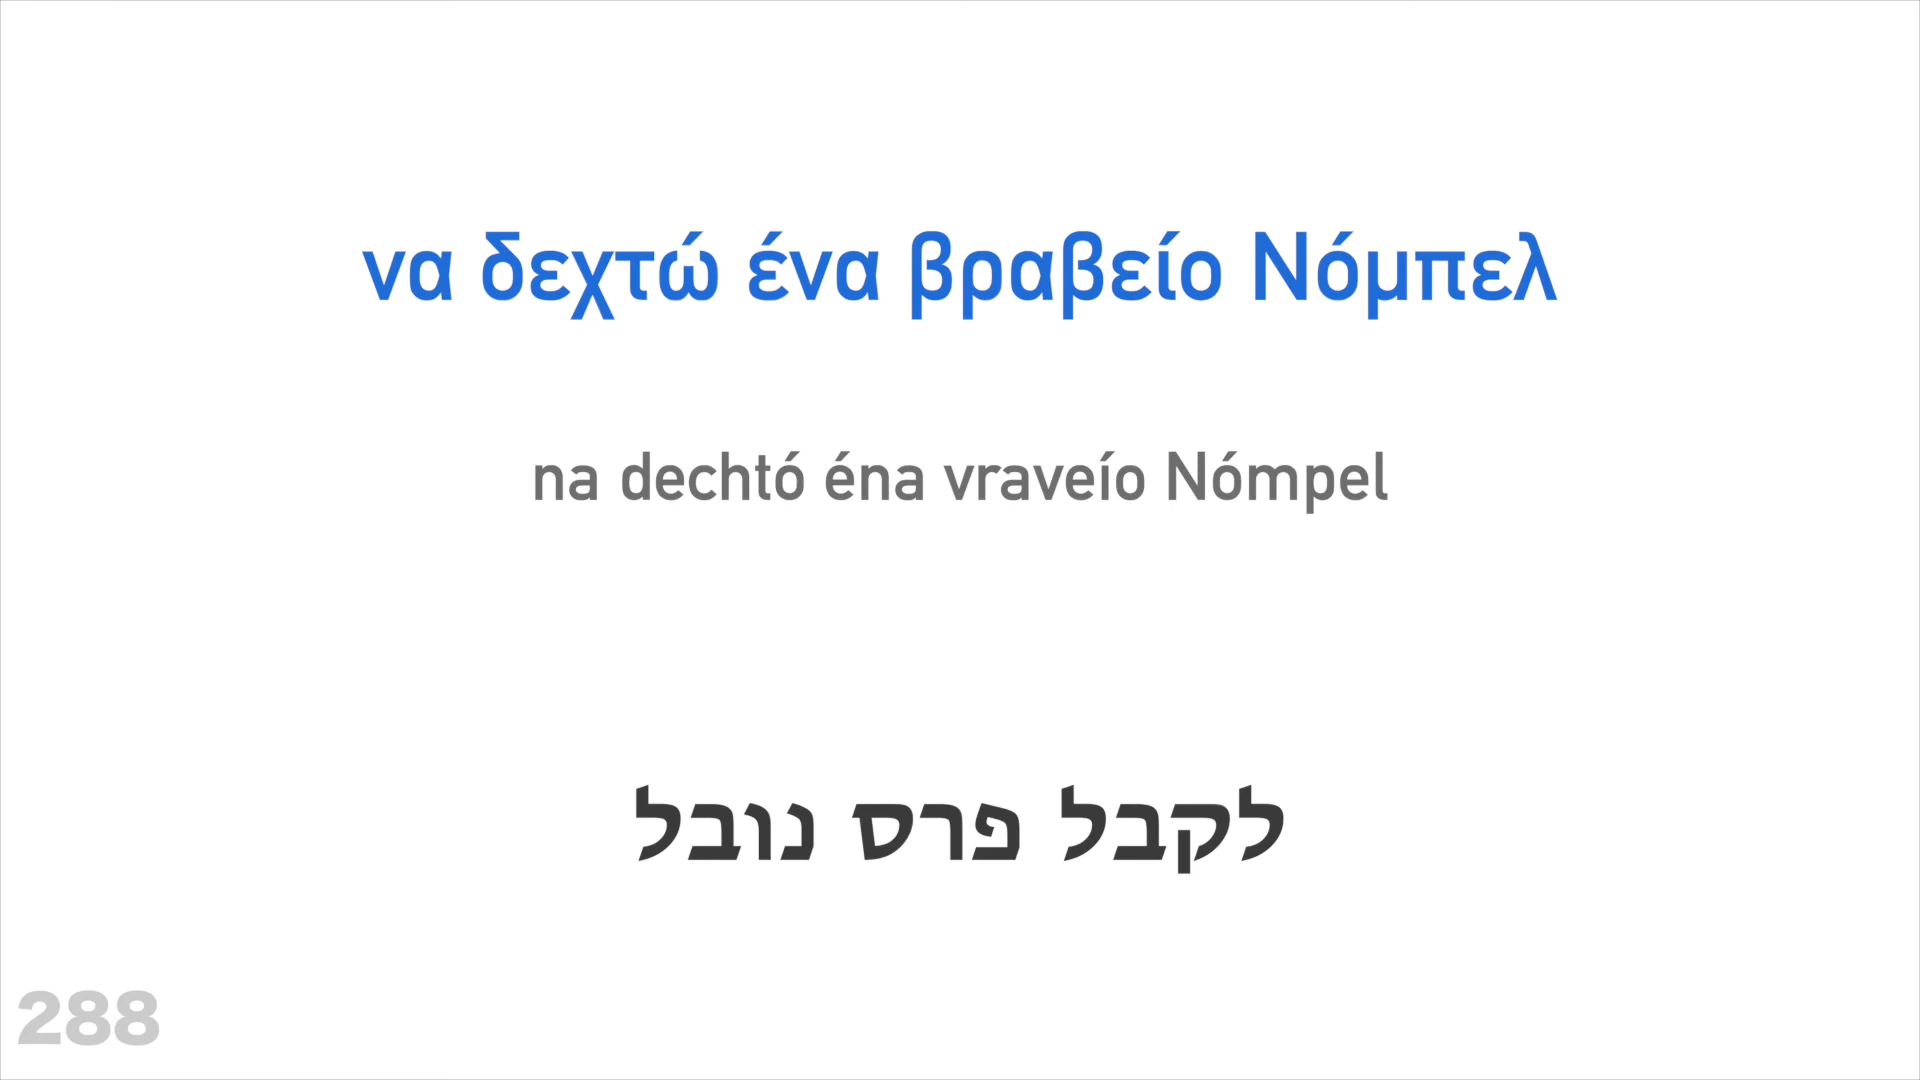 να δεχτώ ένα βραβείο Νόμπελ
na dechtó éna vraveío Nómpel
לקבל פרס נובל
288